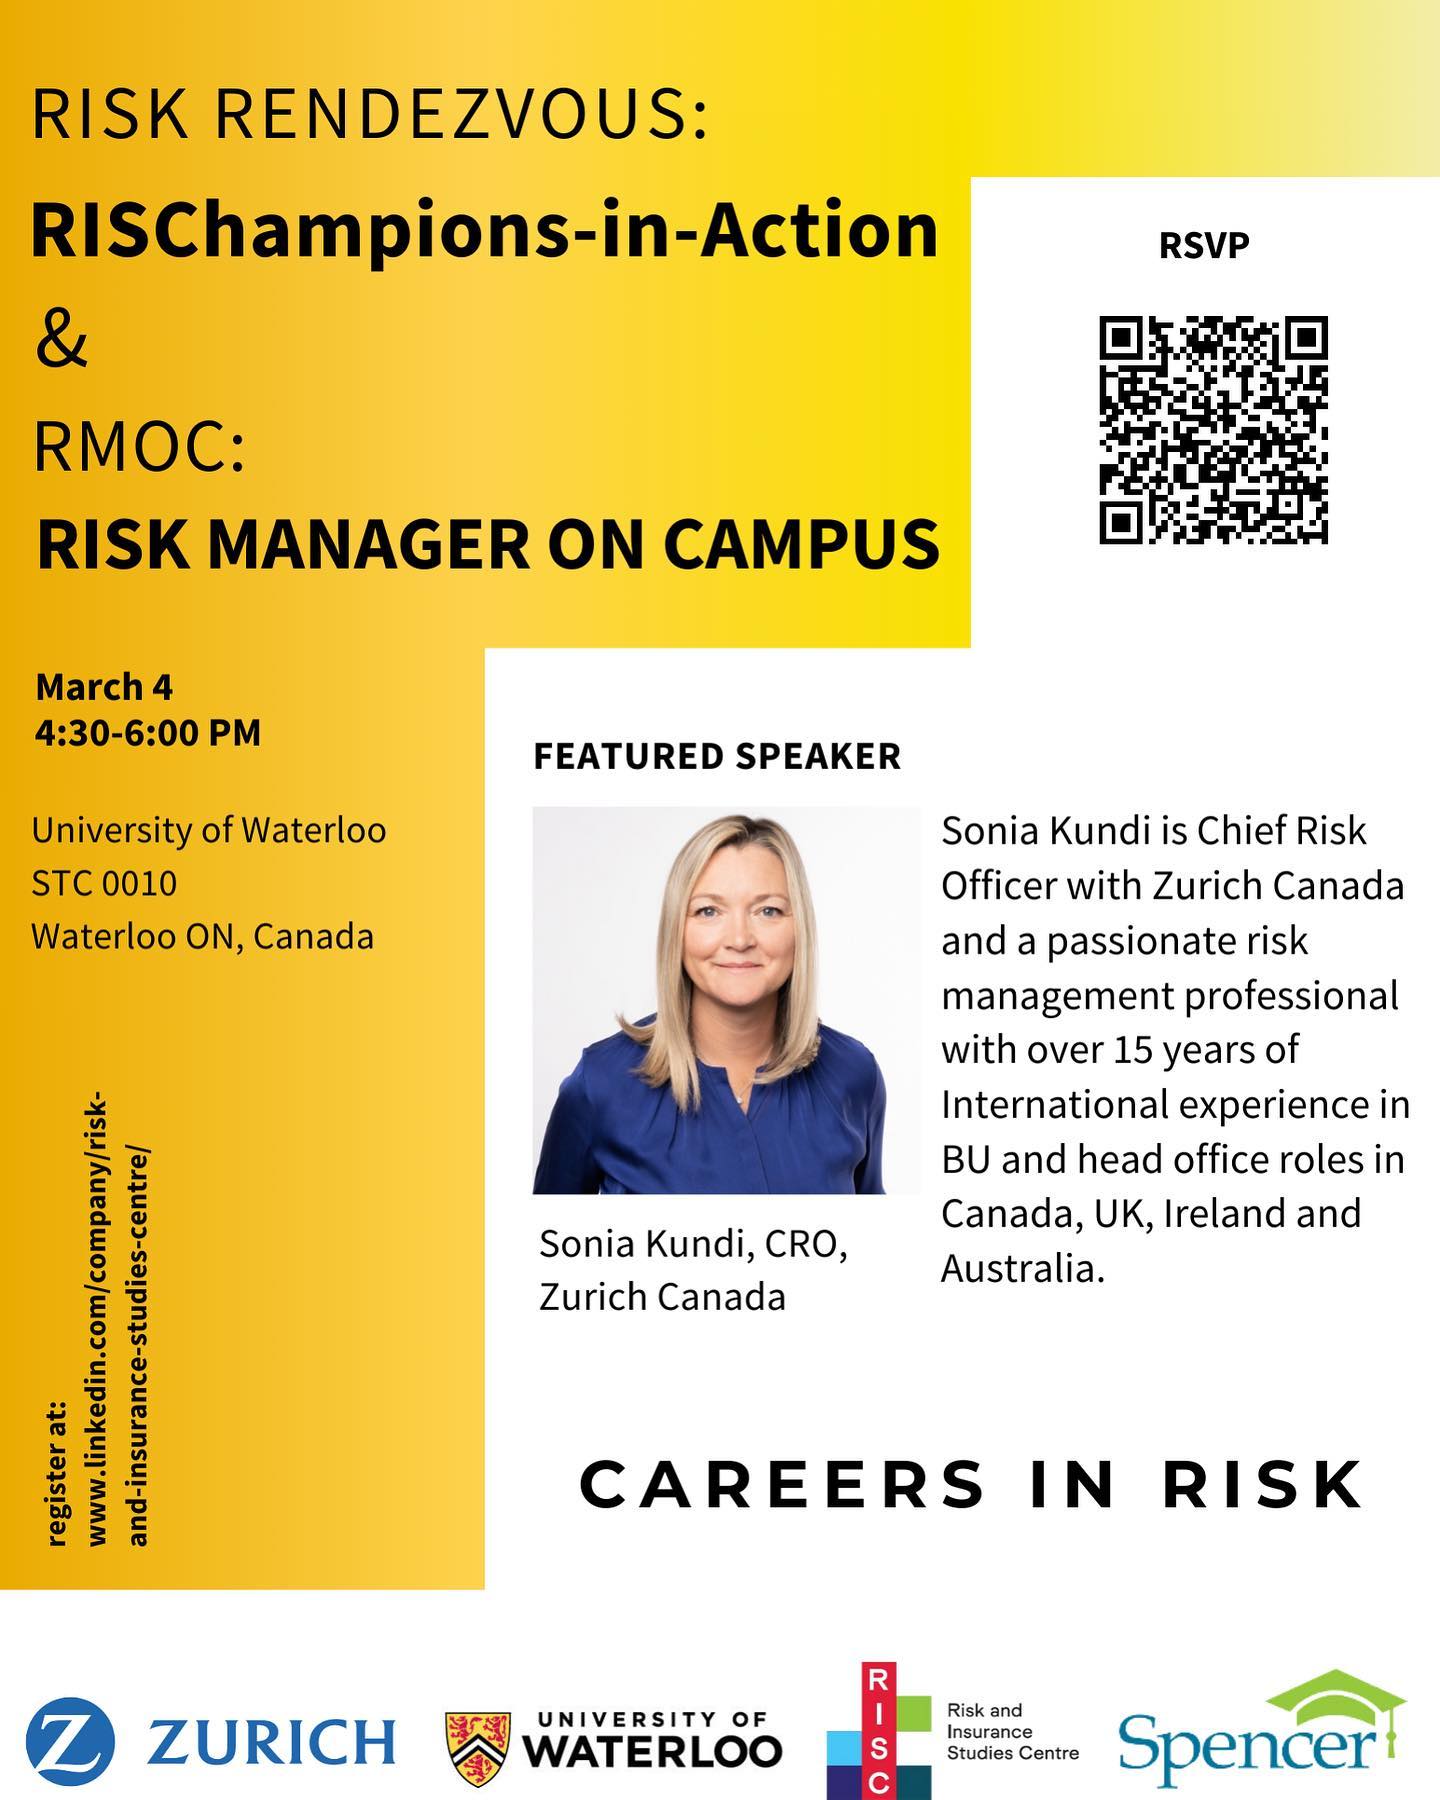 RISK RENDEZVOUS:
RISChampions-in-Action
&
RMOC:
RISK MANAGER ON CAMPUS
RSVP
March 4
4:30-6:00 PM
University of Waterloo
STC 0010
Waterloo ON, Canada
register at:
www.linkedin.com/company/risk-
and-insurance-studies-centre/
FEATURED SPEAKER
Sonia Kundi, CRO,
Zurich Canada
Sonia Kundi is Chief Risk
Officer with Zurich Canada
and a passionate risk
management professional
with over 15 years of
International experience in
BU and head office roles in
Canada, UK, Ireland and
Australia.
CAREERS IN RISK
Z ZURICH
UNIVERSITY OF
WATERLOO
RISC
Risk and
Insurance
Studies Centre
Spencer